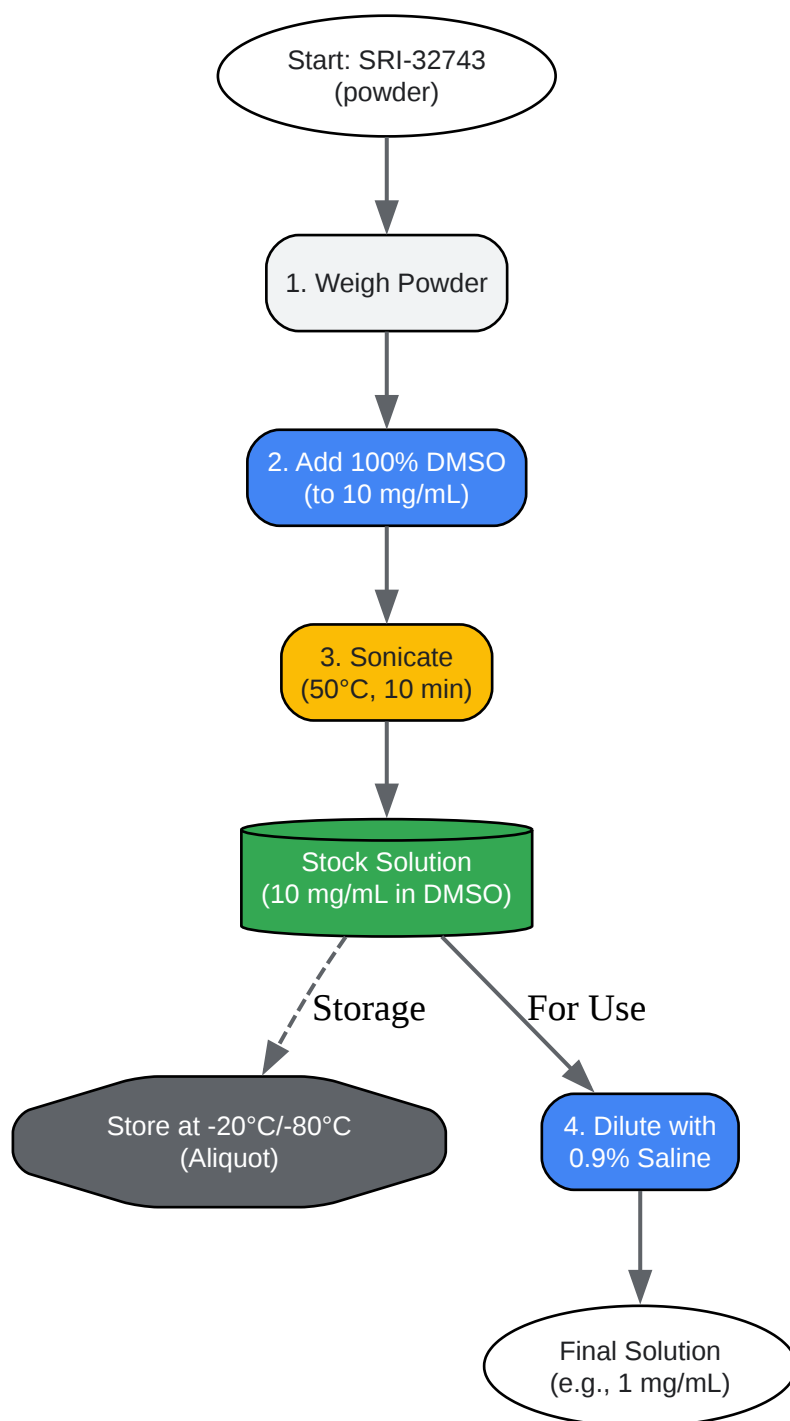 Start: SRI-32743
(powder)
1. Weigh Powder
2. Add 100% DMSO
(to 10 mg/mL)
3. Sonicate
(50°C, 10 min)
Stock Solution
(10 mg/mL in DMSO)
Storage
For Use
Store at -20°C/-80°C
(Aliquot)
4. Dilute with
0.9% Saline
Final Solution
(e.g., 1 mg/mL)